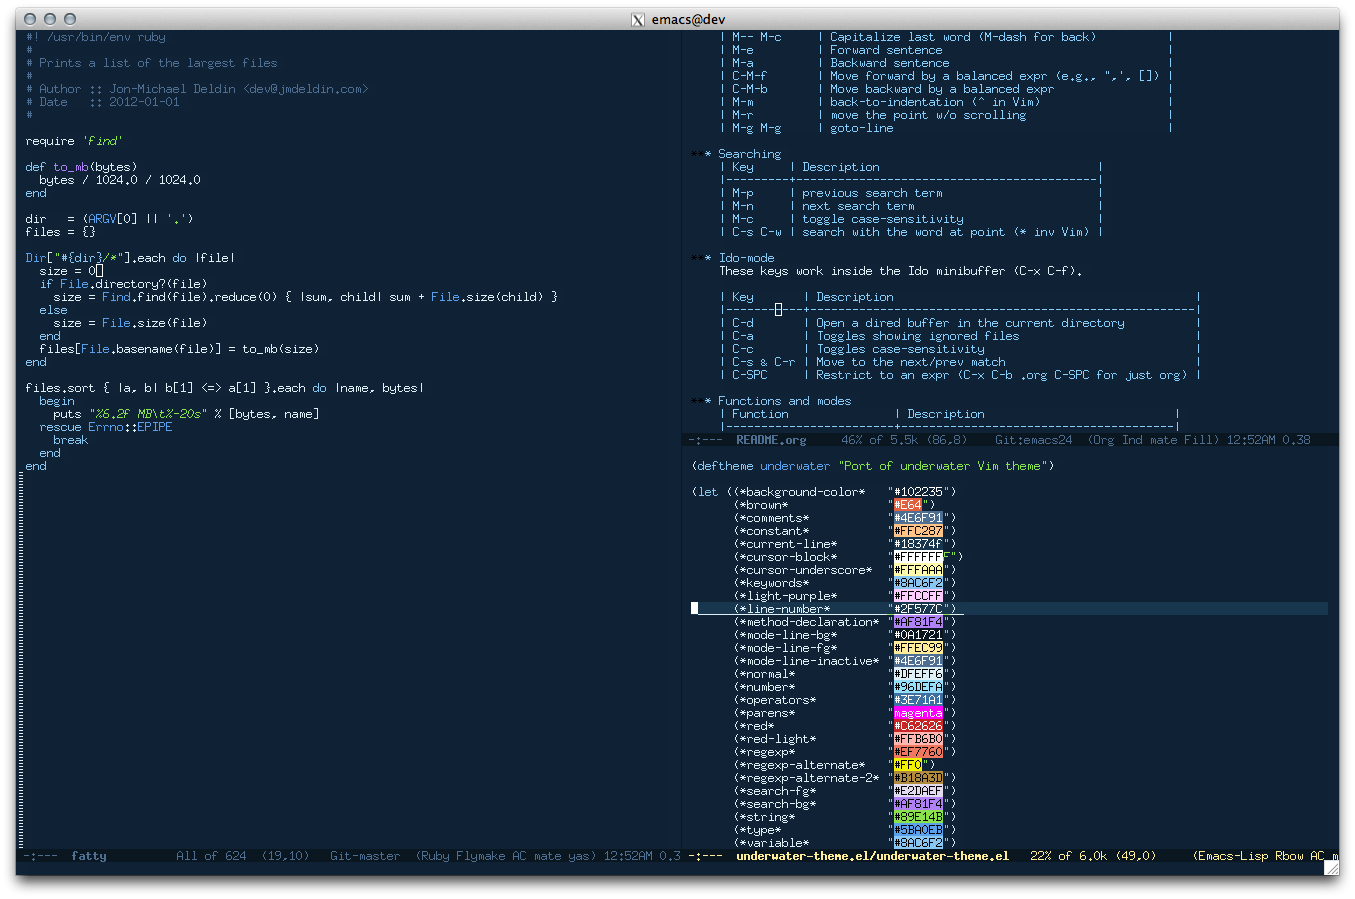 emacs@dev
#! /usr/bin/env ruby
#
# Prints a list of the largest files
#
# Author :: Jon-Michael Deldin <dev@jmdeldin.com>
# Date   :: 2012-01-01
#
require 'find'
def to_mb(bytes)
  bytes / 1024.0 / 1024.0
end
dir   = (ARGV[0] || '.')
files = {}
Dir["#{dir}/*"].each do |file|
  size = 0
  if File.directory?(file)
    size = Find.find(file).reduce(0) { |sum, child| sum + File.size(child) }
  else
    size = File.size(file)
  end
  files[File.basename(file)] = to_mb(size)
end
files.sort { |a, b| b[1] <=> a[1] }.each do |name, bytes|
  begin
    puts "%6.2f MB\t%-20s" % [bytes, name]
  rescue Errno::EPIPE
    break
  end
end
-:---  fatty          All of 624  (19,10)   Git-master  (Ruby Flymake AC mate yas) 12:52AM 0.3
| M-- M-c     | Capitalize last word (M-dash for back)          |
| M-e         | Forward sentence                                |
| M-a         | Backward sentence                               |
| C-M-f       | Move forward by a balanced expr (e.g., ",', []) |
| C-M-b       | Move backward by a balanced expr                |
| M-m         | back-to-indentation (^ in Vim)                  |
| M-r         | move the point w/o scrolling                    |
| M-g M-g     | goto-line                                       |
*** Searching
| Key     | Description                               |
|---------+-------------------------------------------|
| M-p     | previous search term                      |
| M-n     | next search term                          |
| M-c     | toggle case-sensitivity                   |
| C-s C-w | search with the word at point (* inv Vim) |
*** Ido-mode
These keys work inside the Ido minibuffer (C-x C-f).
| Key       | Description                                           |
|-----------+-------------------------------------------------------|
| C-d       | Open a dired buffer in the current directory          |
| C-a       | Toggles showing ignored files                         |
| C-c       | Toggles case-sensitivity                              |
| C-s & C-r | Move to the next/prev match                           |
| C-SPC     | Restrict to an expr (C-x C-b .org C-SPC for just org) |
*** Functions and modes
| Function               | Description                           |
|------------------------+---------------------------------------|
-:---  README.org     46% of 5.5k (86,8)    Git:emacs24  (Org Ind mate Fill) 12:52AM 0.38
(deftheme underwater "Port of underwater Vim theme")
(let ((*background-color*   "#102235")
      (*brown*              "#E64")
      (*comments*           "#4E6F91")
      (*constant*           "#FFC287")
      (*current-line*       "#18374f")
      (*cursor-block*       "#FFFFFFF")
      (*cursor-underscore*  "#FFFAAA")
      (*keywords*           "#8AC6F2")
      (*light-purple*       "#FFCCFF")
      (*line-number*        "#2F577C")
      (*method-declaration* "#AF81F4")
      (*mode-line-bg*       "#0A1721")
      (*mode-line-fg*       "#FFEC99")
      (*mode-line-inactive* "#4E6F91")
      (*normal*             "#DFEFF6")
      (*number*             "#96DEFA")
      (*operators*          "#3E71A1")
      (*parens*             "magenta")
      (*red*                "#C62626")
      (*red-light*          "#FFB6B0")
      (*regexp*             "#EF7760")
      (*regexp-alternate*   "#FF0")
      (*regexp-alternate-2* "#B18A3D")
      (*search-fg*          "#E2DAEF")
      (*search-bg*          "#AF81F4")
      (*string*             "#89E14B")
      (*type*               "#5BA0EB")
      (*variable*           "#8AC6F2")
-:---  underwater-theme.el/underwater-theme.el   22% of 6.0k (49,0)     (Emacs-Lisp Rbow AC m